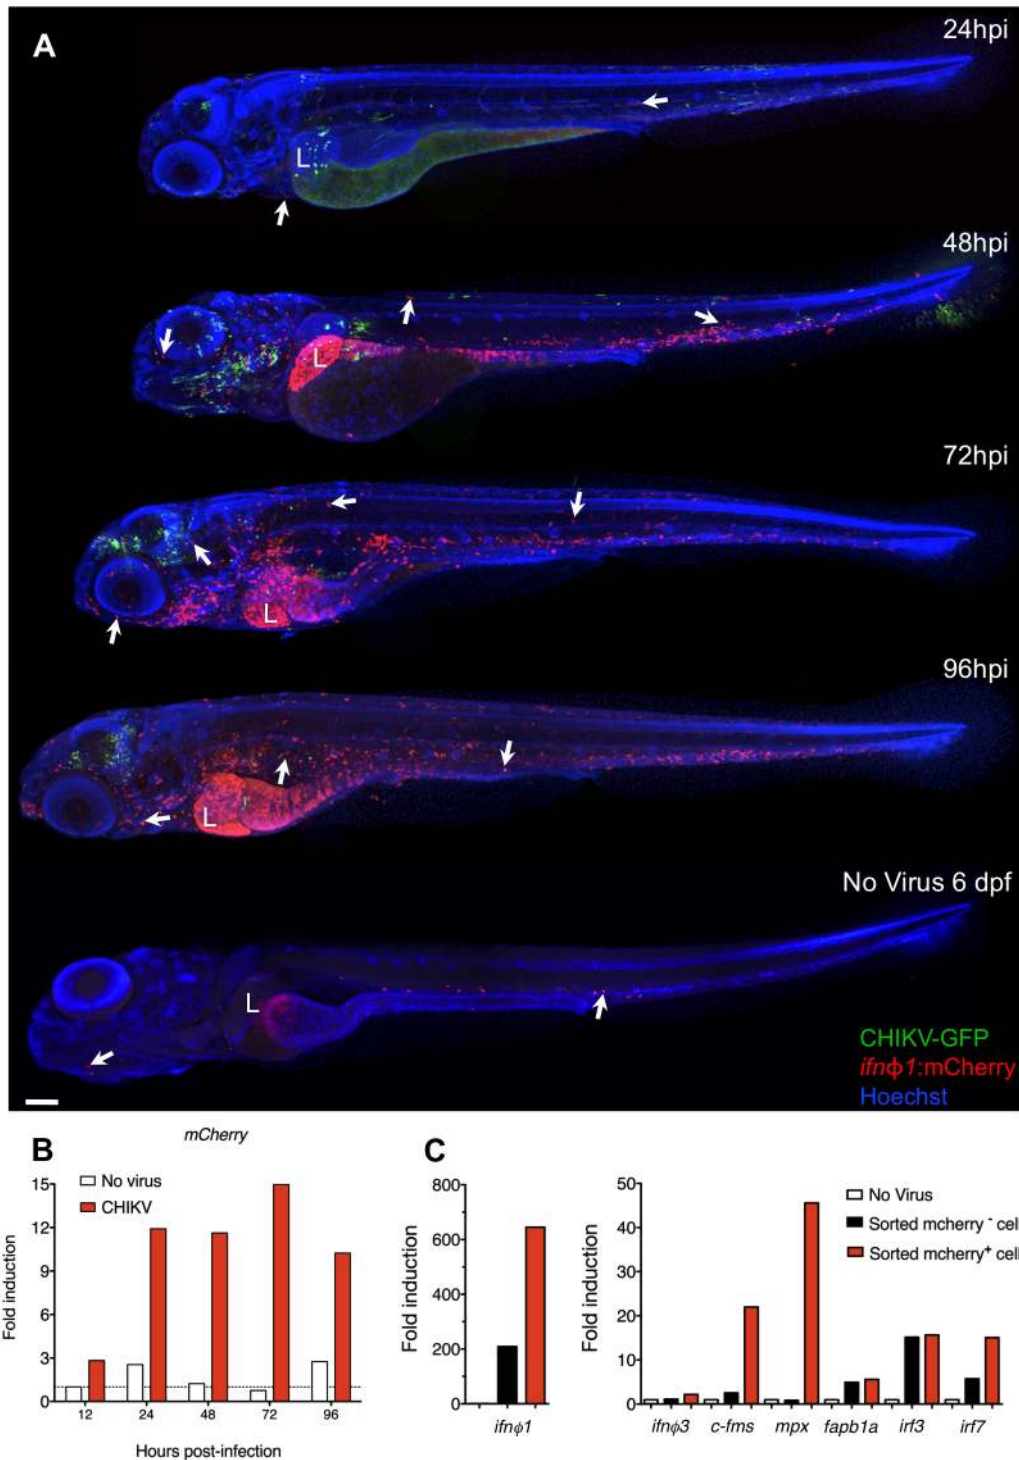 A
24hpi
L
48hpi
L
72hpi
L
96hpi
L
No Virus 6 dpf
L
CHIKV-GFP
ifnϕ1:mCherry
Hoechst
B
mCherry
No virus
CHIKV
Fold induction
15
12
9
6
3
0
12 24 48 72 96
Hours post-infection
C
Fold induction
800
600
400
200
0
ifnϕ1
Fold induction
50
40
30
20
10
0
No Virus
Sorted mcherry - cell
Sorted mcherry+ cell
ifnϕ3 c-fms mpx fapb1a irf3 irf7